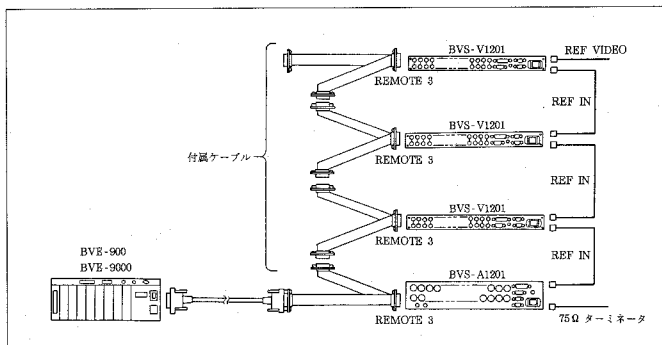 BVS-V1201
REF VIDEO
REMOTE 3
REF IN
BVS-V1201
付属ケーブル
REMOTE 3
REF IN
BVS-V1201
REMOTE 3
REF IN
BVE-900
BVE-9000
BVS-A1201
REMOTE 3
75Ω ターミネータ